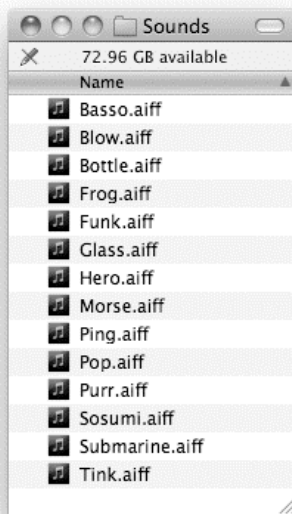 Sounds
72.96 GB available
Name
Basso.aiff
Blow.aiff
Bottle.aiff
Frog.aiff
Funk.aiff
Glass.aiff
Hero.aiff
Morse.aiff
Ping.aiff
Pop.aiff
Purr.aiff
Sosumi.aiff
Submarine.aiff
Tink.aiff